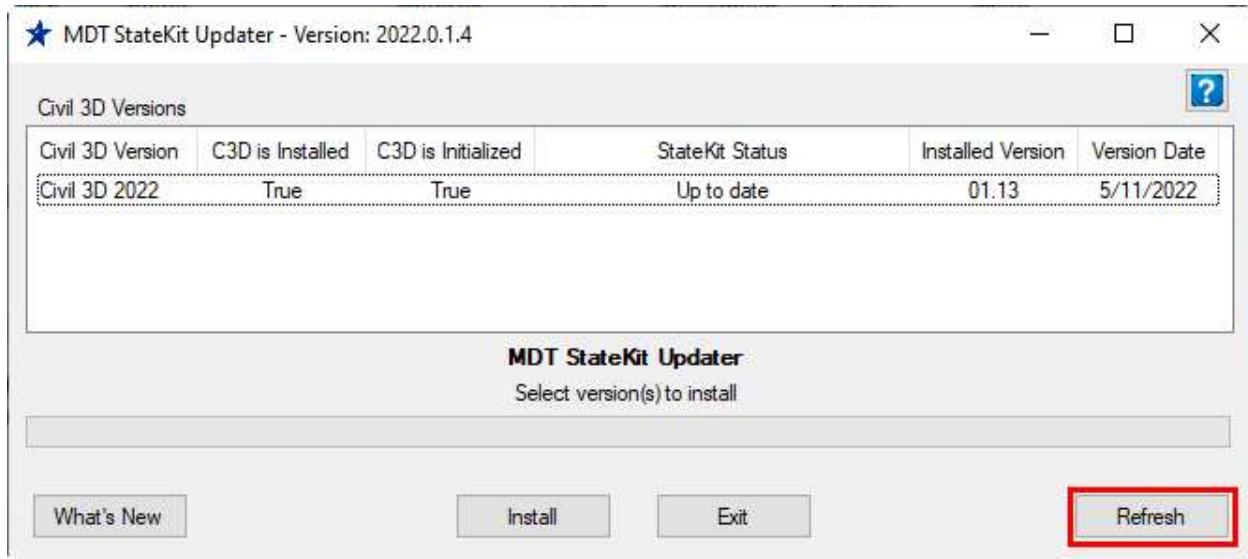 MDT StateKit Updater - Version: 2022.0.1.4
?
Civil 3D Versions
Civil 3D Version C3D is Installed C3D is Initialized StateKit Status Installed Version Version Date
Civil 3D 2022 True True Up to date 01.13 5/11/2022
MDT StateKit Updater
Select version(s) to install
What's New Install Exit Refresh